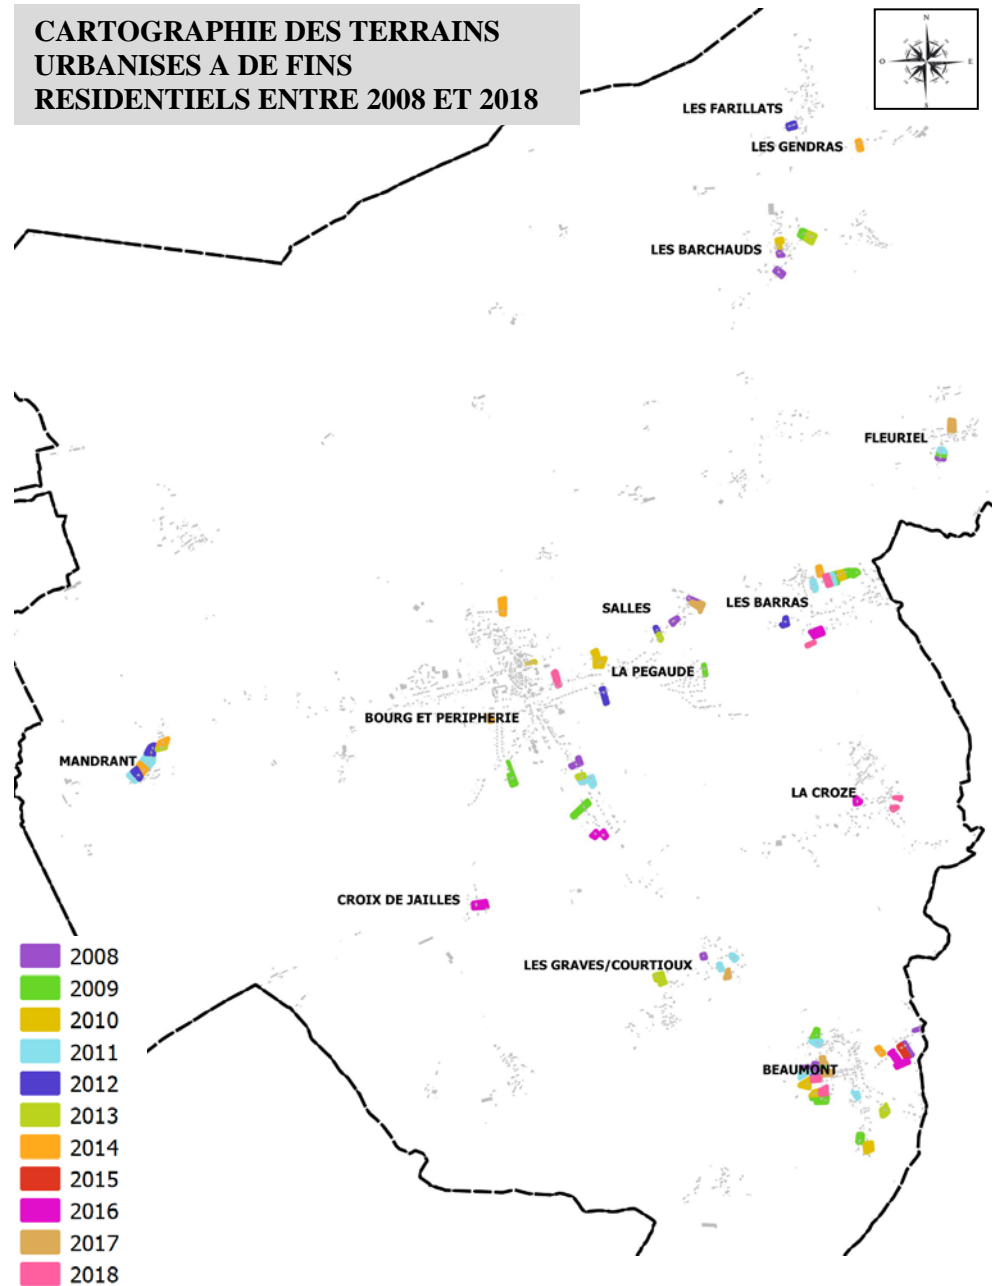 CARTOGRAPHIE DES TERRAINS
URBANISES A DE FINS
RESIDENTIELS ENTRE 2008 ET 2018
N
O
E
S
LES FARILLATS
LES GENDRAS
LES BARCHAUDS
FLEURIEL
SALLES
LES BARRAS
LA PEGAUDE
BOURG ET PERIPHERIE
MANDRANT
LA CROZE
CROIX DE JAILLES
LES GRAVES/COURTIOUX
BEAUMONT
2008
2009
2010
2011
2012
2013
2014
2015
2016
2017
2018